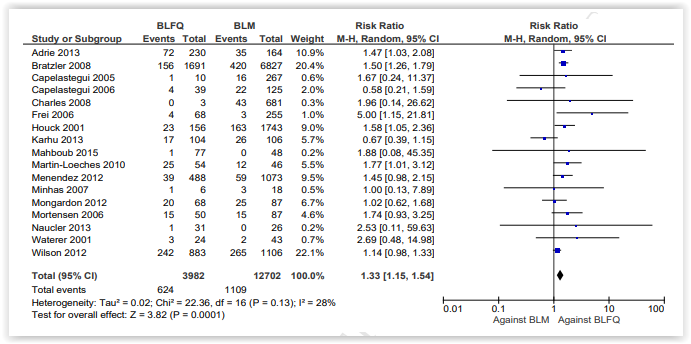 BLFQ BLM Risk Ratio Risk Ratio
Study or Subgroup Events Total Events Total Weight M-H, Random, 95% CI M-H, Random, 95% CI
Adrie 2013 72 230 35 164 10.9% 1.47 [1.03, 2.08]
Bratzler 2008 156 1691 420 6827 20.4% 1.50 [1.26, 1.79]
Capelastegui 2005 1 10 16 267 0.5% 1.67 [0.24, 11.37]
Capelastegui 2006 4 39 22 125 2.0% 0.58 [0.21, 1.59]
Charles 2008 0 3 43 681 0.3% 1.96 [0.14, 26.62]
Frei 2006 4 68 3 255 0.9% 5.00 [1.15, 21.81]
Houck 2001 23 156 163 1743 9.0% 1.58 [1.05, 2.36]
Karhu 2013 17 104 26 106 5.6% 0.67 [0.39, 1.15]
Mahboub 2015 1 77 0 48 0.2% 1.88 [0.08, 45.35]
Martin-Loeches 2010 25 54 12 46 5.2% 1.77 [1.01, 3.12]
Menendez 2012 39 488 59 1073 9.4% 1.45 [0.98, 2.15]
Minhas 2007 1 6 3 18 0.5% 1.00 [0.13, 7.89]
Mongardon 2012 20 68 25 87 6.4% 1.02 [0.62, 1.68]
Mortensen 2006 15 50 15 87 4.4% 1.74 [0.93, 3.25]
Naucler 2013 1 31 0 26 0.2% 2.53 [0.11, 59.63]
Waterer 2001 3 24 2 43 0.7% 2.69 [0.48, 14.98]
Wilson 2012 242 883 265 1106 22.1% 1.14 [0.98, 1.33]
Total (95% CI) 3982 12702 100.0% 1.33 [1.15, 1.54]
Total events 624 1109
Heterogeneity: Tau² = 0.02; Chi² = 22.36, df = 16 (P = 0.13); I² = 28%
Test for overall effect: Z = 3.82 (P = 0.0001)
0.01 0.1 1 10 100
Against BLM Against BLFQ